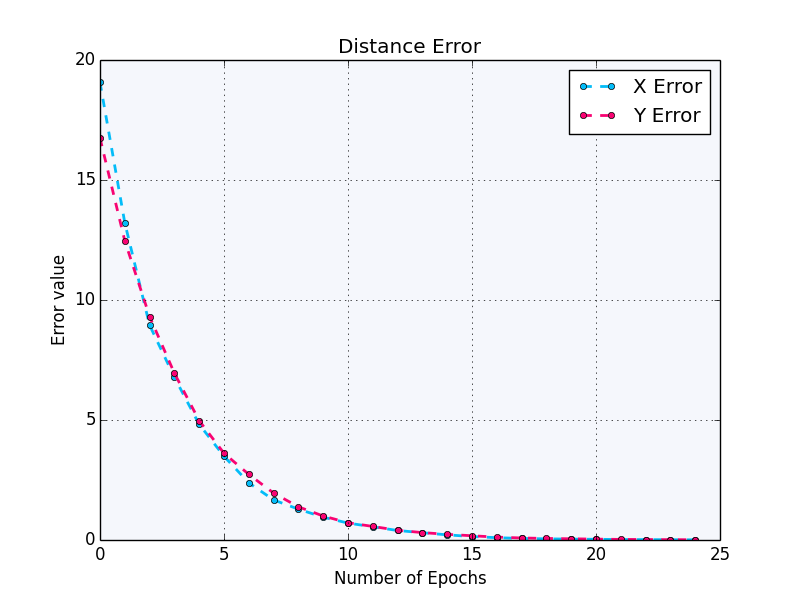 Distance Error
X Error
Y Error
20
15
10
5
0
Error value
0 5 10 15 20 25
Number of Epochs